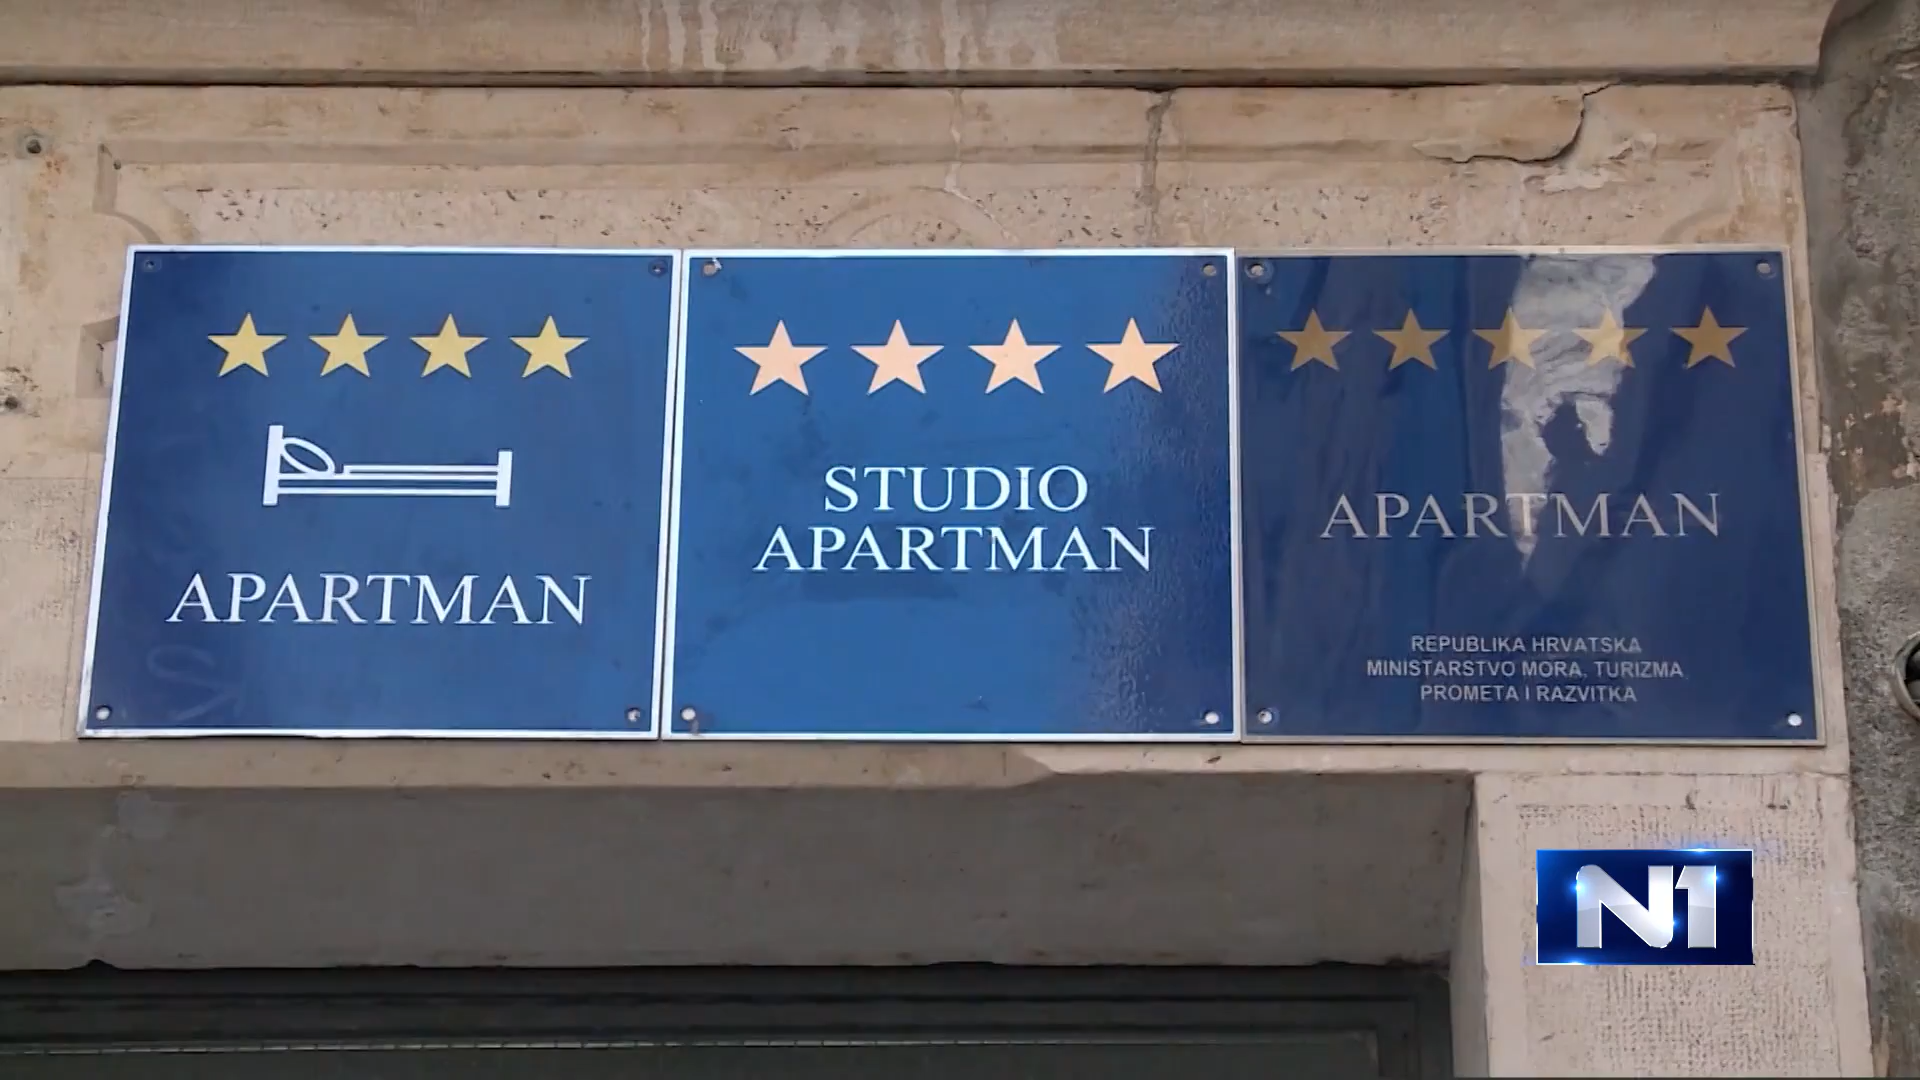 APARTMAN
STUDIO
APARTMAN
APARTMAN
REPUBLIKA HRVATSKA
MINISTARSTVO MORA, TURIZMA
PROMETA I RAZVITKA
N1